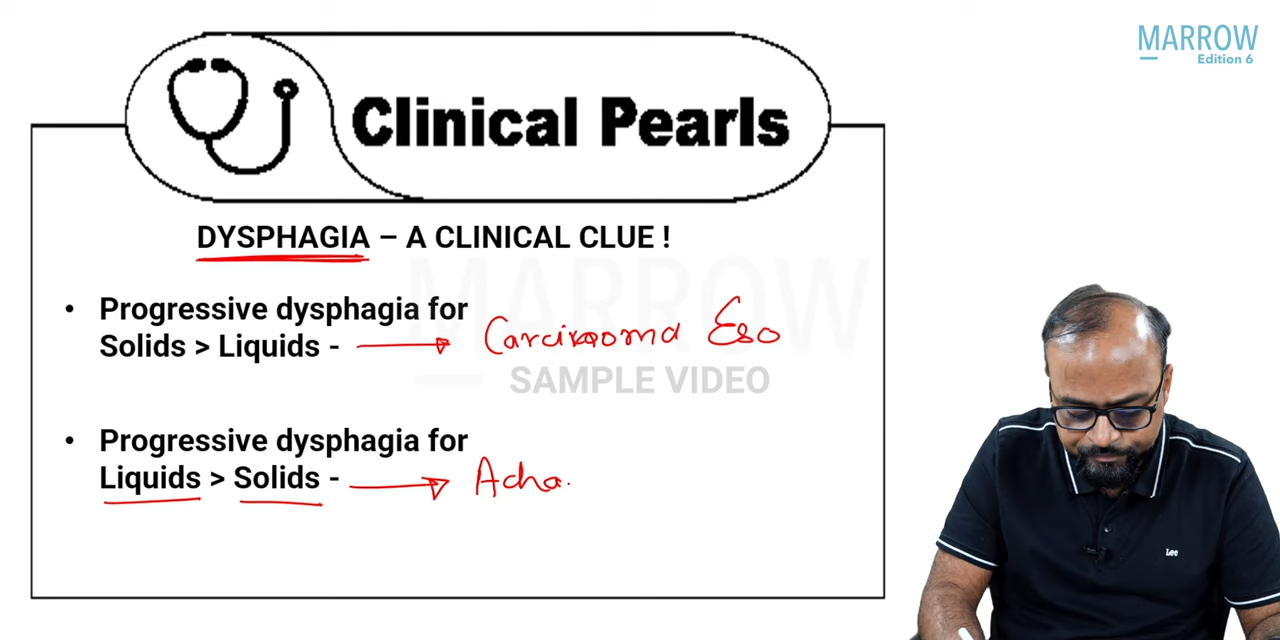 MARROW
Edition 6
Clinical Pearls
DYSPHAGIA – A CLINICAL CLUE !
• Progressive dysphagia for
Solids > Liquids - Carcinoma Eso
MARROW
SAMPLE VIDEO
• Progressive dysphagia for
Liquids > Solids - Acha
Lee